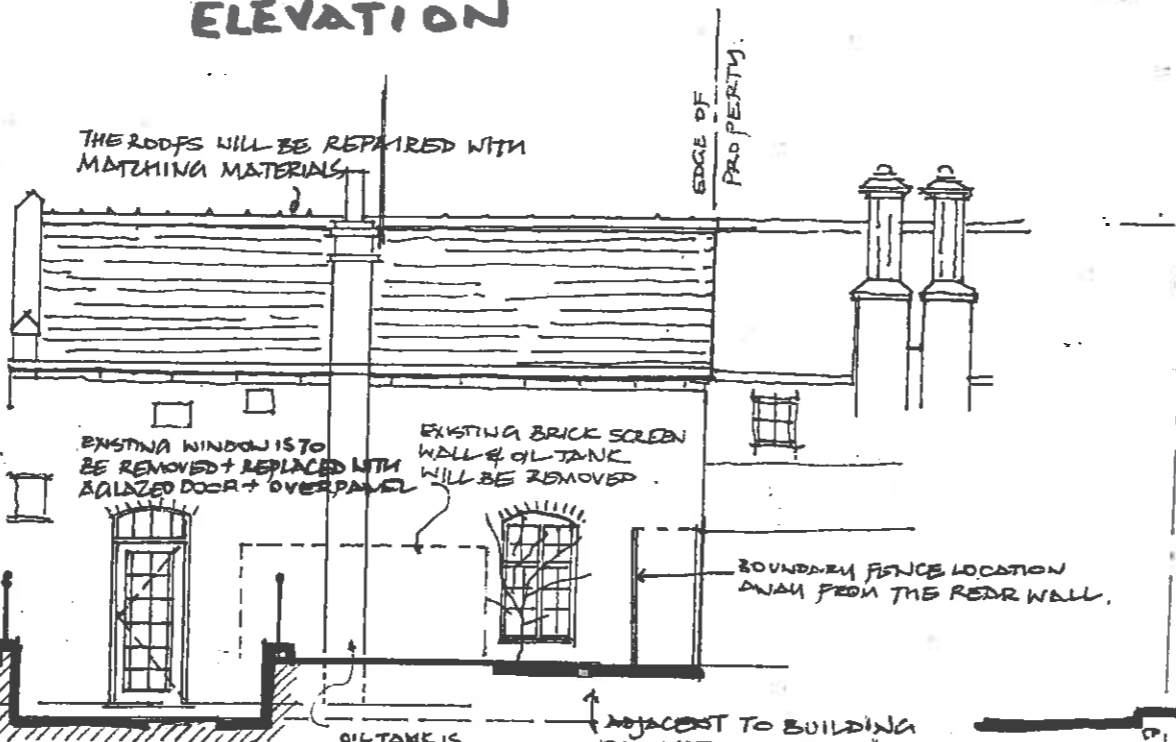 ELEVATION
EDGE OF
PROPERTY.
THE ROOFS WILL BE REPAIRED WITH
MATCHING MATERIALS
EXISTING WINDOW IS TO
BE REMOVED + REPLACED WITH
A GLAZED DOOR + OVERPANEL
EXISTING BRICK SCREEN
WALL & OIL TANK
WILL BE REMOVED.
BOUNDARY FENCE LOCATION
AWAY FROM THE REAR WALL.
OIL TANK IS
ADJACENT TO BUILDING